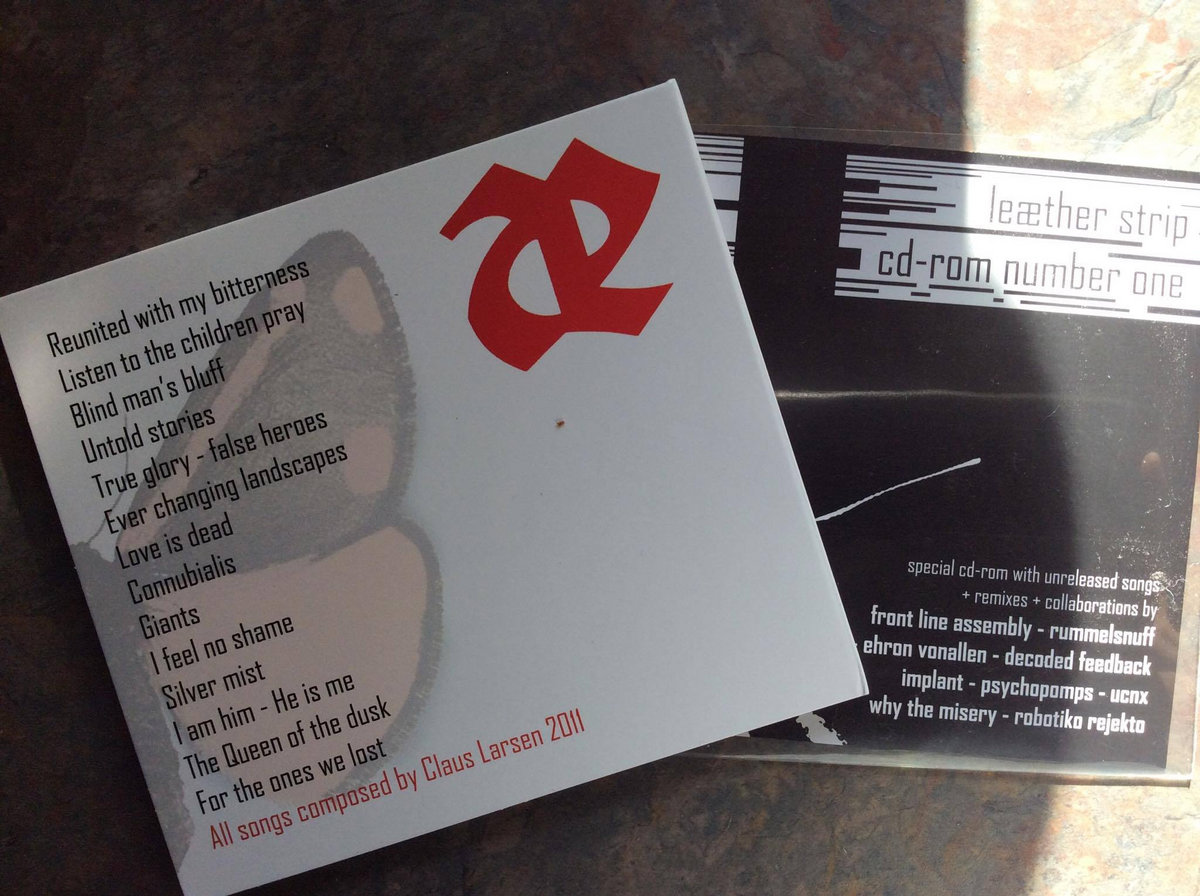 Reunited with my bitterness
Listen to the children pray
Blind man's bluff
Untold stories
True glory - false heroes
Ever changing landscapes
Love is dead
Connubialis
Giants
I feel no shame
Silver mist
I am him - He is me
The Queen of the dusk
For the ones we lost
All songs composed by Claus Larsen 2011
æ
leæther strip
cd-rom number one
special cd-rom with unreleased songs
+ remixes + collaborations by
front line assembly - rummelsnuff
- ehron vonallen - decoded feedback
implant - psychopomps - ucnx
why the misery - robotiko rejekto